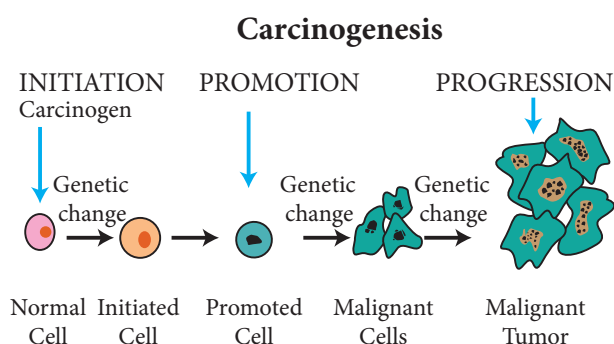 Carcinogenesis
INITIATION PROMOTION PROGRESSION
Carcinogen
Genetic
change
Genetic
change
Genetic
change
Normal
Cell
Initiated
Cell
Promoted
Cell
Malignant
Cells
Malignant
Tumor